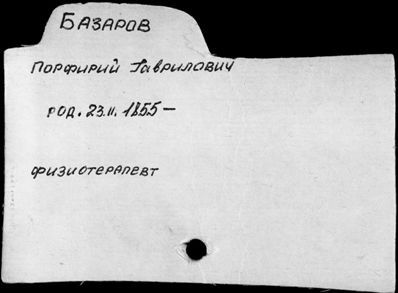 БАЗАРОВ
ПОРФИРИЙ ГАВРИЛОВИЧ
РОД. 23.II. 1855 —
ФИЗИОТЕРАПЕВТ